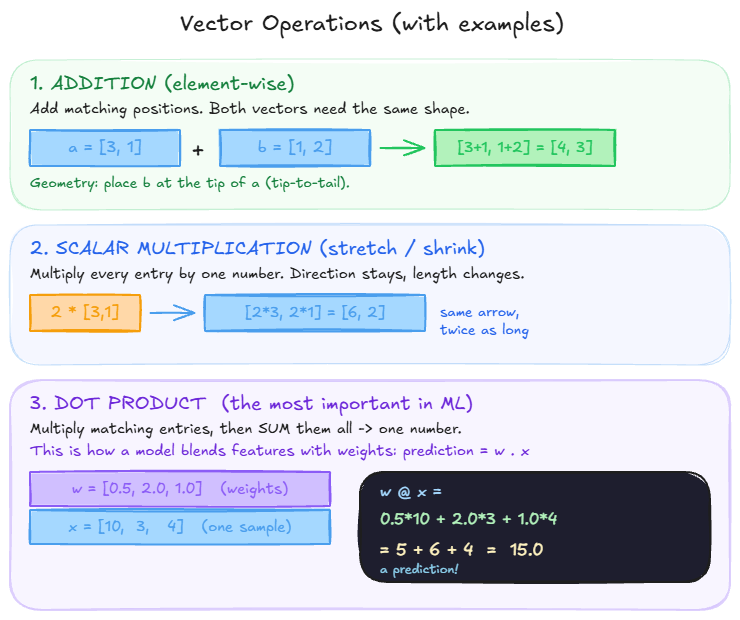 Vector Operations (with examples)
1. ADDITION (element-wise)
Add matching positions. Both vectors need the same shape.
a = [3, 1] + b = [1, 2] [3+1, 1+2] = [4, 3]
Geometry: place b at the tip of a (tip-to-tail).
2. SCALAR MULTIPLICATION (stretch / shrink)
Multiply every entry by one number. Direction stays, length changes.
2 * [3,1] [2*3, 2*1] = [6, 2]
same arrow,
twice as long
3. DOT PRODUCT (the most important in ML)
Multiply matching entries, then SUM them all -> one number.
This is how a model blends features with weights: prediction = w . x
w = [0.5, 2.0, 1.0] (weights)
x = [10, 3, 4] (one sample)
w @ x =
0.5*10 + 2.0*3 + 1.0*4
= 5 + 6 + 4 = 15.0
a prediction!